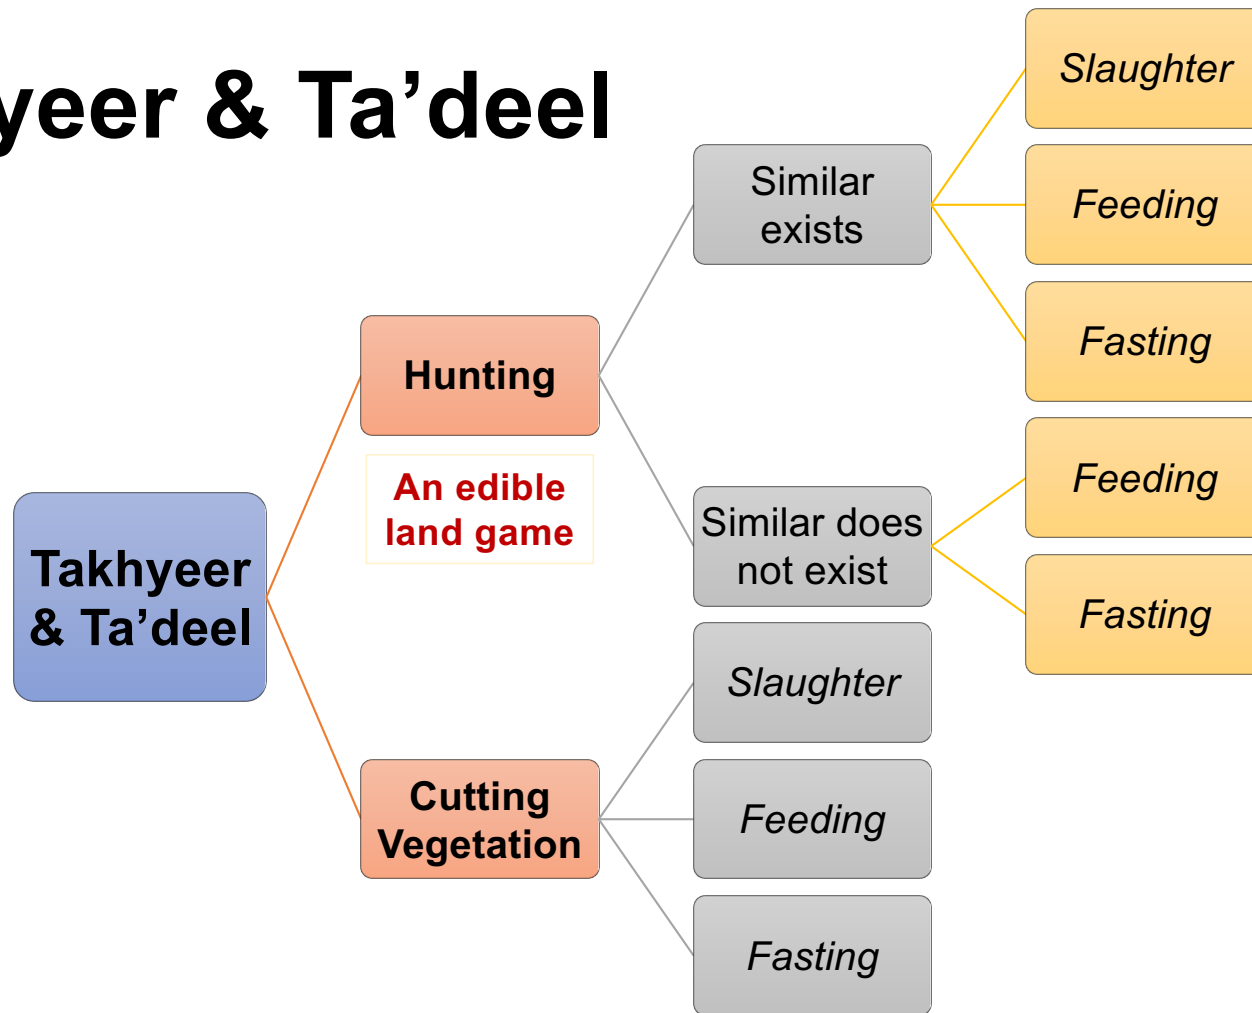 yeer & Ta’deel
Takhyeer
& Ta’deel
Hunting
An edible
land game
Similar
exists
Slaughter
Feeding
Fasting
Similar does
not exist
Feeding
Fasting
Cutting
Vegetation
Slaughter
Feeding
Fasting